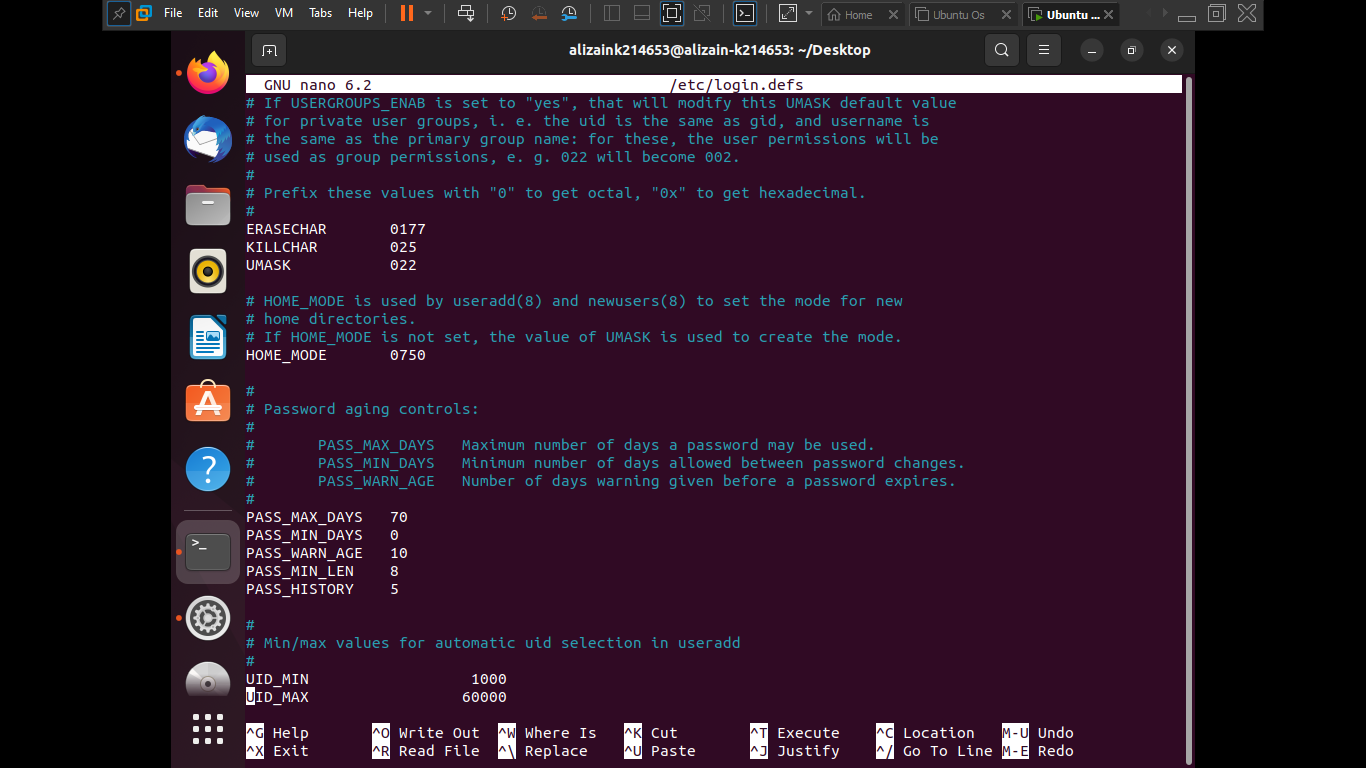 File Edit View VM Tabs Help
Home
Ubuntu Os
Ubuntu ...
alizaink214653@alizain-k214653: ~/Desktop
GNU nano 6.2 /etc/login.defs
# If USERGROUPS_ENAB is set to "yes", that will modify this UMASK default value
# for private user groups, i. e. the uid is the same as gid, and username is
# the same as the primary group name: for these, the user permissions will be
# used as group permissions, e. g. 022 will become 002.
#
# Prefix these values with "0" to get octal, "0x" to get hexadecimal.
#
ERASECHAR 0177
KILLCHAR 025
UMASK 022
# HOME_MODE is used by useradd(8) and newusers(8) to set the mode for new
# home directories.
# If HOME_MODE is not set, the value of UMASK is used to create the mode.
HOME_MODE 0750
#
# Password aging controls:
#
# PASS_MAX_DAYS Maximum number of days a password may be used.
# PASS_MIN_DAYS Minimum number of days allowed between password changes.
# PASS_WARN_AGE Number of days warning given before a password expires.
#
PASS_MAX_DAYS 70
PASS_MIN_DAYS 0
PASS_WARN_AGE 10
PASS_MIN_LEN 8
PASS_HISTORY 5
#
# Min/max values for automatic uid selection in useradd
#
UID_MIN 1000
UID_MAX 60000
^G Help ^O Write Out ^W Where Is ^K Cut ^T Execute ^C Location M-U Undo
^X Exit ^R Read File ^\ Replace ^U Paste ^J Justify ^/ Go To Line M-E Redo